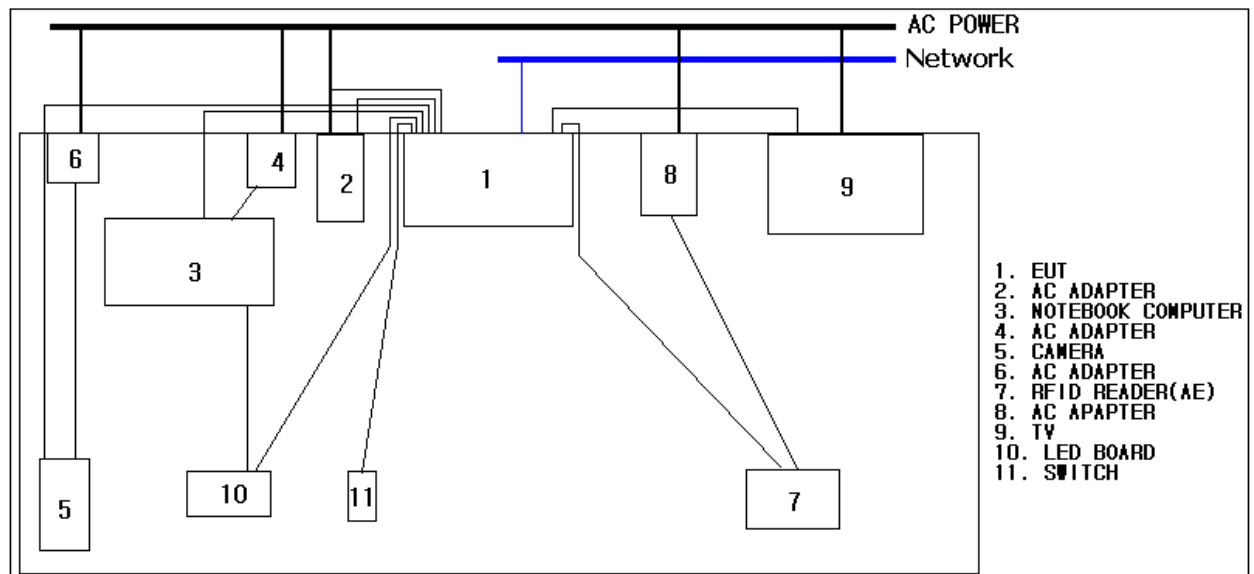 AC POWER
Network
6
4
2
1
8
9
3
5
10
11
7
1. EUT
2. AC ADAPTER
3. NOTEBOOK COMPUTER
4. AC ADAPTER
5. CAMERA
6. AC ADAPTER
7. RFID READER(AE)
8. AC APAPTER
9. TV
10. LED BOARD
11. SWITCH